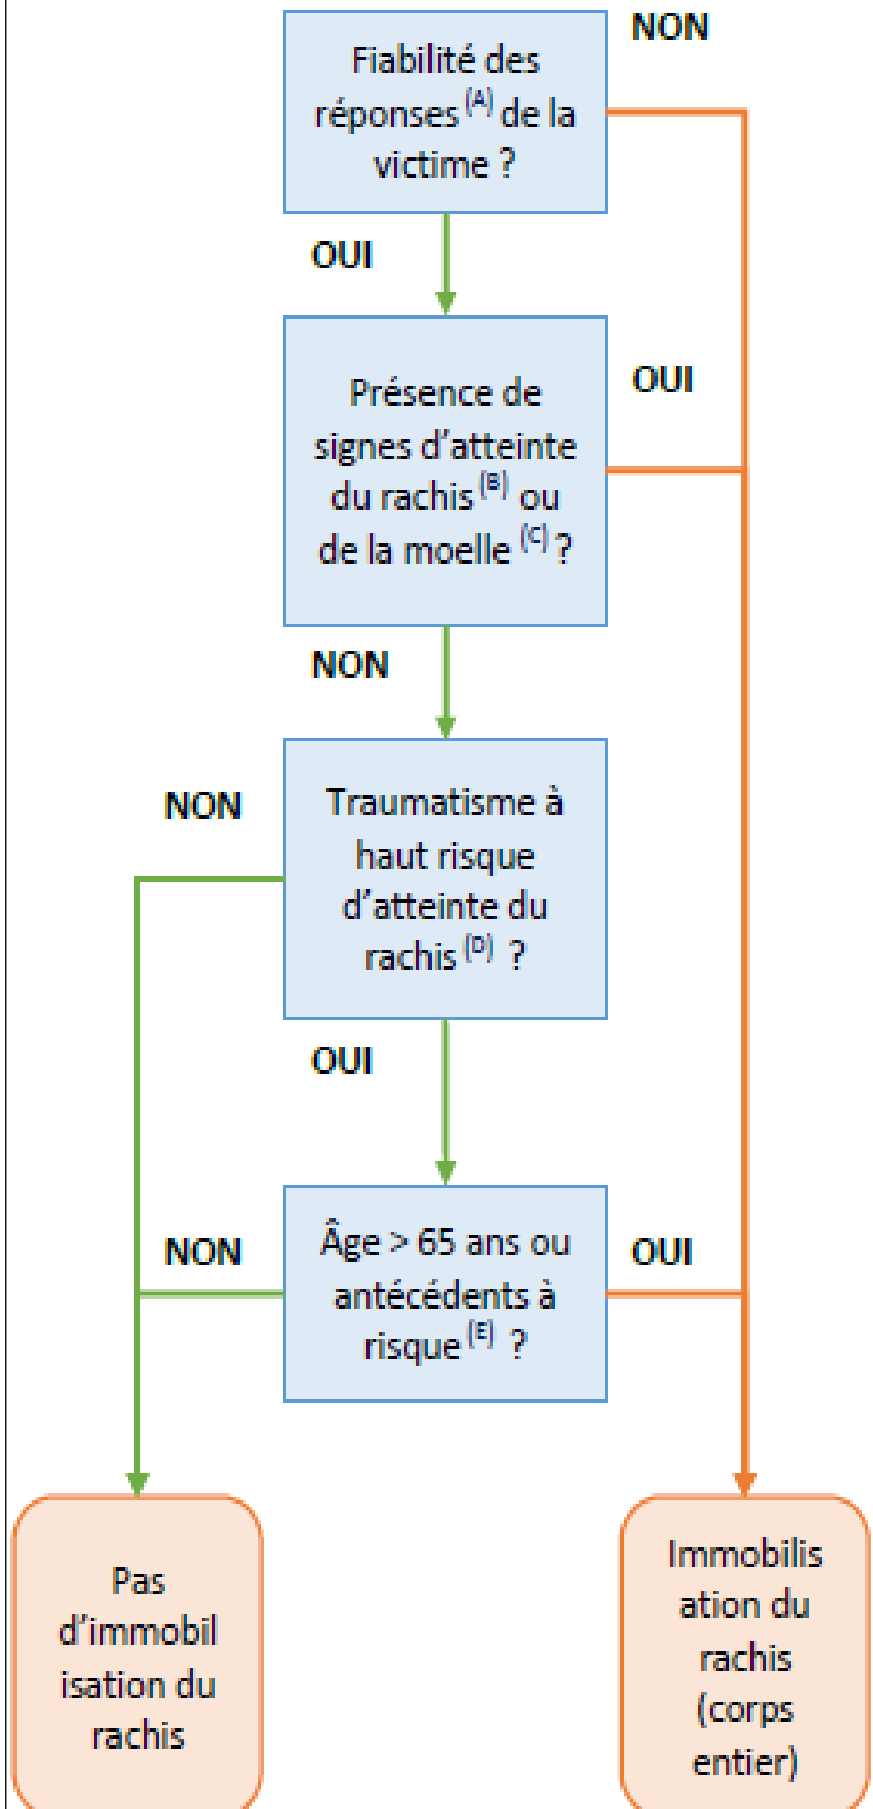 NON
Fiabilité des
réponses (A) de la
victime ?
OUI
Présence de
signes d’atteinte
du rachis (B) ou
de la moelle (C) ?
OUI
NON
Traumatisme à
haut risque
d’atteinte du
rachis (D) ?
NON
OUI
Âge > 65 ans ou
antécédents à
risque (E) ?
NON
OUI
Pas
d’immobil
isation du
rachis
Immobilis
ation du
rachis
(corps
entier)